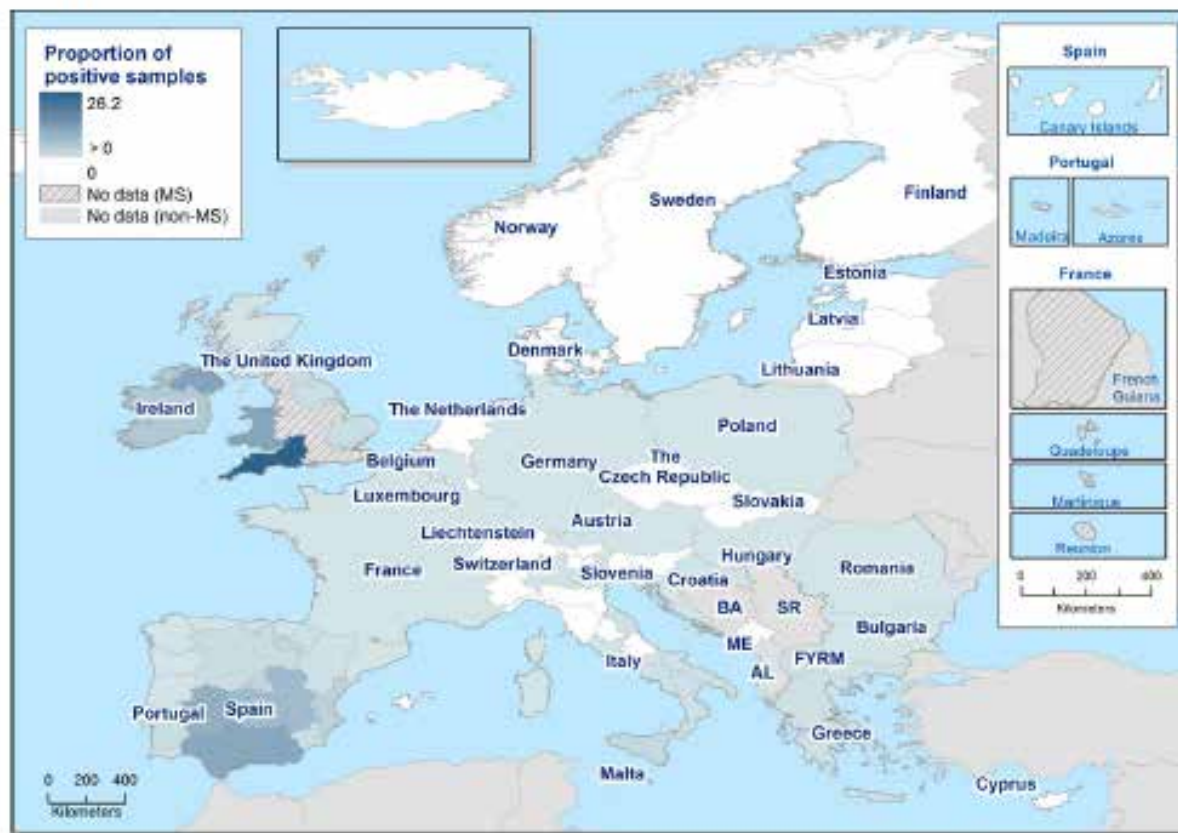 Proportion of
positive samples
26.2
> 0
0
No data (MS)
No data (non-MS)
Norway
Sweden
Finland
Estonia
Latvia
Lithuania
Denmark
The United Kingdom
Ireland
The Netherlands
Belgium
Luxembourg
Germany
Poland
The
Czech Republic
Slovakia
Austria
Liechtenstein
Switzerland
France
Slovenia
Hungary
Croatia
Romania
BA
SR
ME
Bulgaria
AL
FYRM
Italy
Portugal
Spain
Greece
Malta
Cyprus
0 200 400
Kilometers
Spain
Canary Islands
Portugal
Madeira
Azores
France
French
Guiana
Guadeloupe
Martinique
Reunion
0 200 400
Kilometers